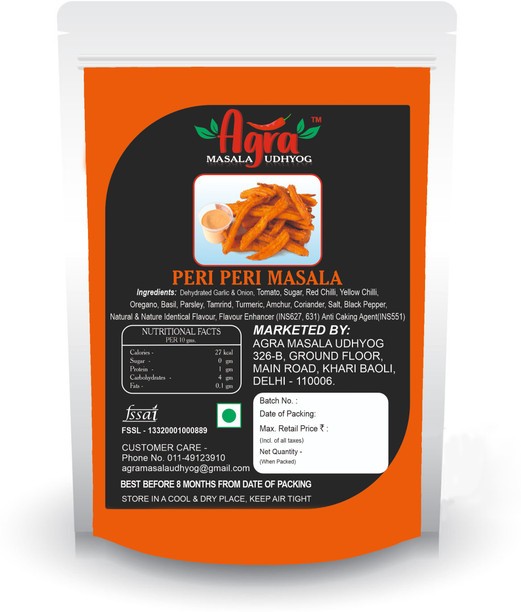 Agra™
MASALA UDHYOG
PERI PERI MASALA
Ingredients: Dehydrated Garlic & Onion, Tomato, Sugar, Red Chilli, Yellow Chilli,
Oregano, Basil, Parsley, Tamrind, Turmeric, Amchur, Coriander, Salt, Black Pepper,
Natural & Nature Identical Flavour, Flavour Enhancer (INS627, 631) Anti Caking Agent(INS551)
NUTRITIONAL FACTS
PER 10 gms.
Calories - 27 kcal
Sugar - 0 gm
Protein - 1 gm
Carbohydrates - 4 gm
Fats - 0.1 gm
MARKETED BY:
AGRA MASALA UDHYOG
326-B, GROUND FLOOR,
MAIN ROAD, KHARI BAOLI,
DELHI - 110006.
fssai
FSSL - 13320001000889
CUSTOMER CARE -
Phone No. 011-49123910
agramasalaudhyog@gmail.com
Batch No. :
Date of Packing:
Max. Retail Price ₹ :
(Incl. of all taxes)
Net Quantity -
(When Packed)
BEST BEFORE 8 MONTHS FROM DATE OF PACKING
STORE IN A COOL & DRY PLACE, KEEP AIR TIGHT